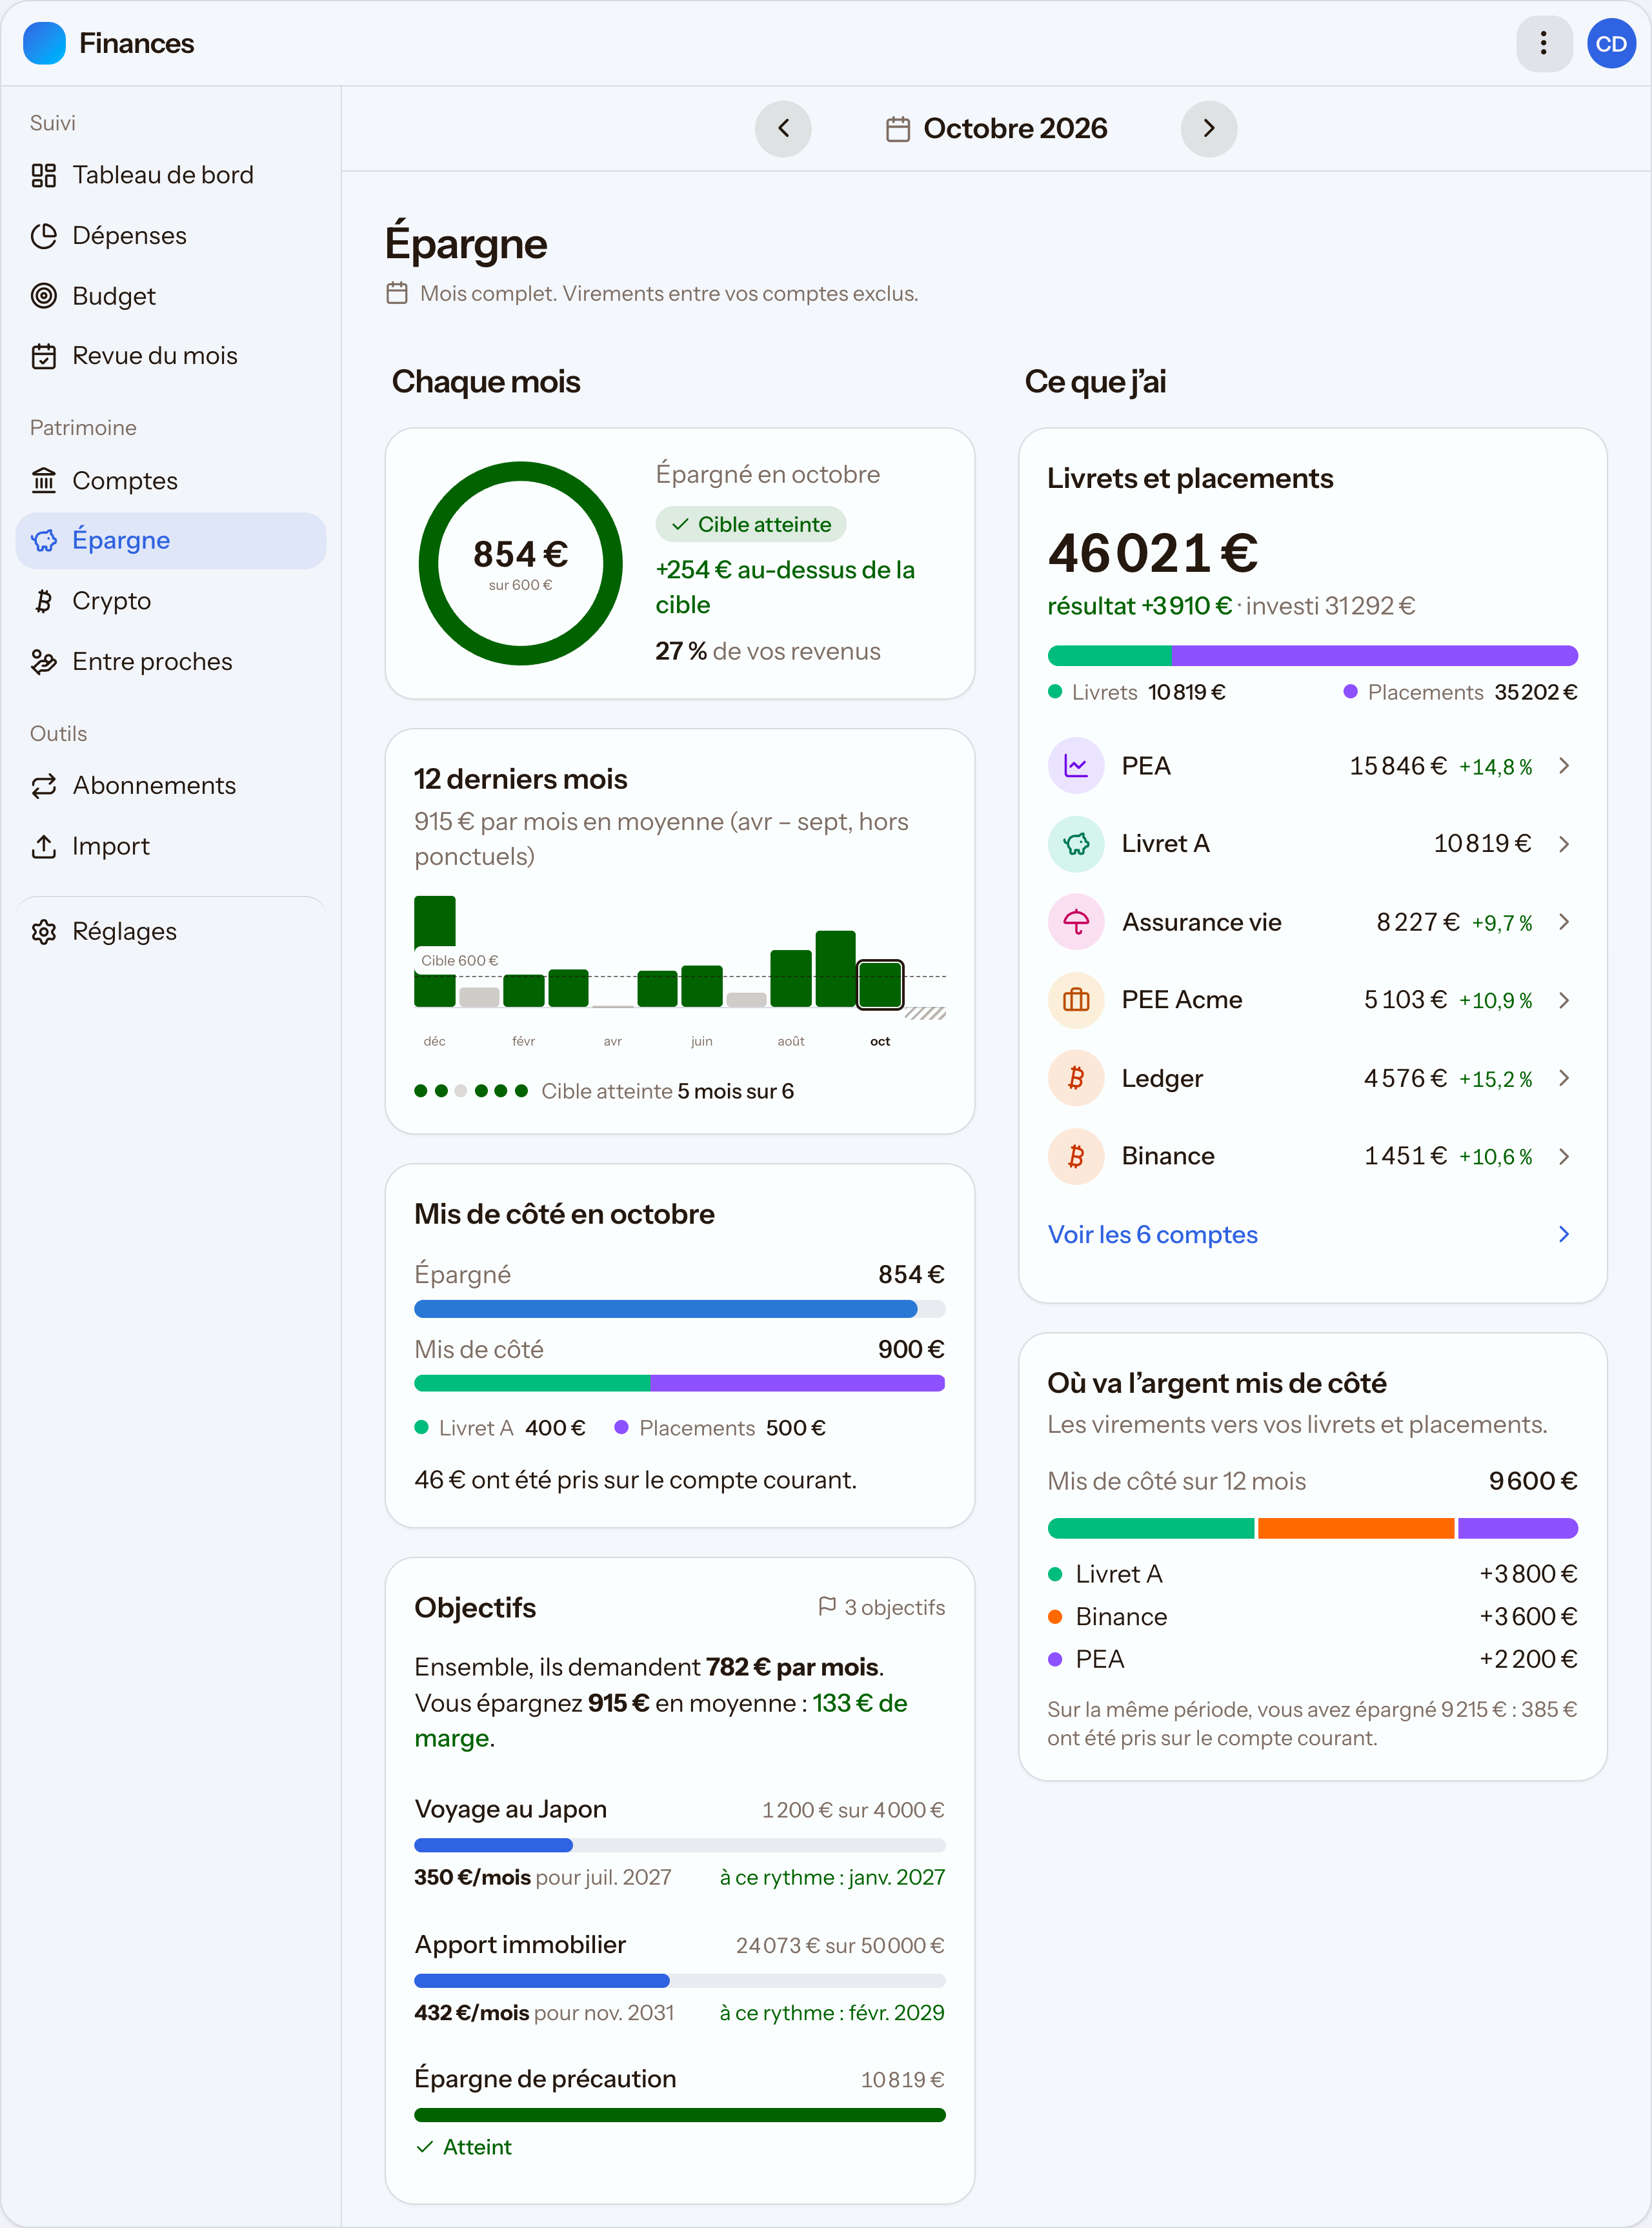 Finances
CD
Suivi
Tableau de bord
Dépenses
Budget
Revue du mois
Patrimoine
Comptes
Épargne
Crypto
Entre proches
Outils
Abonnements
Import
Réglages
Octobre 2026
Épargne
Mois complet. Virements entre vos comptes exclus.
Chaque mois
854 €
sur 600 €
Épargné en octobre
Cible atteinte
+254 € au-dessus de la
cible
27 % de vos revenus
12 derniers mois
915 € par mois en moyenne (avr – sept, hors
ponctuels)
Cible 600 €
déc févr avr juin août oct
Cible atteinte 5 mois sur 6
Mis de côté en octobre
Épargné 854 €
Mis de côté 900 €
Livret A 400 € Placements 500 €
46 € ont été pris sur le compte courant.
Objectifs 3 objectifs
Ensemble, ils demandent 782 € par mois.
Vous épargnez 915 € en moyenne : 133 € de
marge.
Voyage au Japon 1 200 € sur 4 000 €
350 €/mois pour juil. 2027 à ce rythme : janv. 2027
Apport immobilier 24 073 € sur 50 000 €
432 €/mois pour nov. 2031 à ce rythme : févr. 2029
Épargne de précaution 10 819 €
Atteint
Ce que j’ai
Livrets et placements
46 021 €
résultat +3 910 € · investi 31 292 €
Livrets 10 819 € Placements 35 202 €
PEA 15 846 € +14,8 %
Livret A 10 819 €
Assurance vie 8 227 € +9,7 %
PEE Acme 5 103 € +10,9 %
Ledger 4 576 € +15,2 %
Binance 1 451 € +10,6 %
Voir les 6 comptes
Où va l’argent mis de côté
Les virements vers vos livrets et placements.
Mis de côté sur 12 mois 9 600 €
Livret A +3 800 €
Binance +3 600 €
PEA +2 200 €
Sur la même période, vous avez épargné 9 215 € : 385 €
ont été pris sur le compte courant.